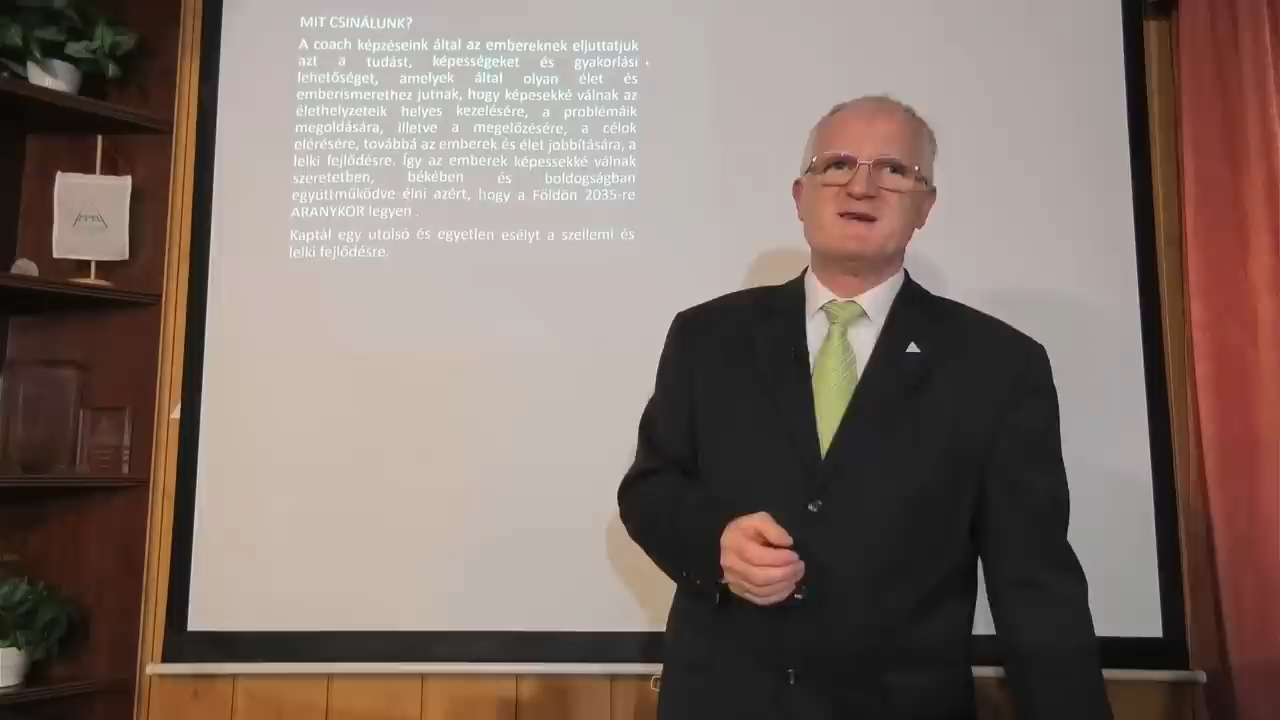 MIT CSINÁLUNK?
A coach képzéseink által az embereknek eljuttatjuk
azt a tudást, képességeket és gyakorlási
lehetőséget, amelyek által olyan élet és
emberismerethez jutnak, hogy képesekké válnak az
élethelyzeteik helyes kezelésére, a problémáik
megoldására, illetve a megelőzésére, a célok
elérésére, továbbá az emberek és élet jobbítására, a
lelki fejlődésre. Így az emberek képessekké válnak
szeretetben, békében és boldogságban
együttműködve élni azért, hogy a Földön 2035-re
ARANYKOR legyen .
Kaptál egy utolsó és egyetlen esélyt a szellemi és
lelki fejlődésre.